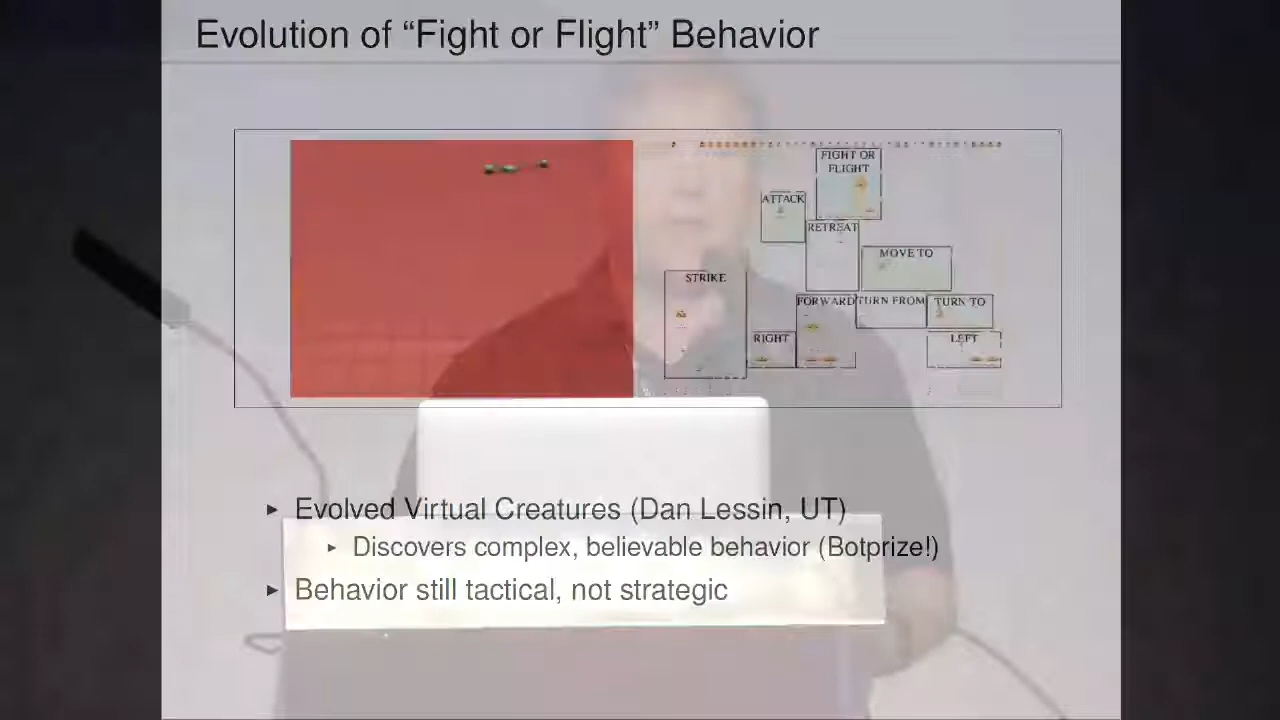 Evolution of “Fight or Flight” Behavior
FIGHT OR
FLIGHT
ATTACK
RETREAT
MOVE TO
STRIKE
FORWARD
TURN FROM
TURN TO
RIGHT
LEFT
▸ Evolved Virtual Creatures (Dan Lessin, UT)
▸ Discovers complex, believable behavior (Botprize!)
▸ Behavior still tactical, not strategic